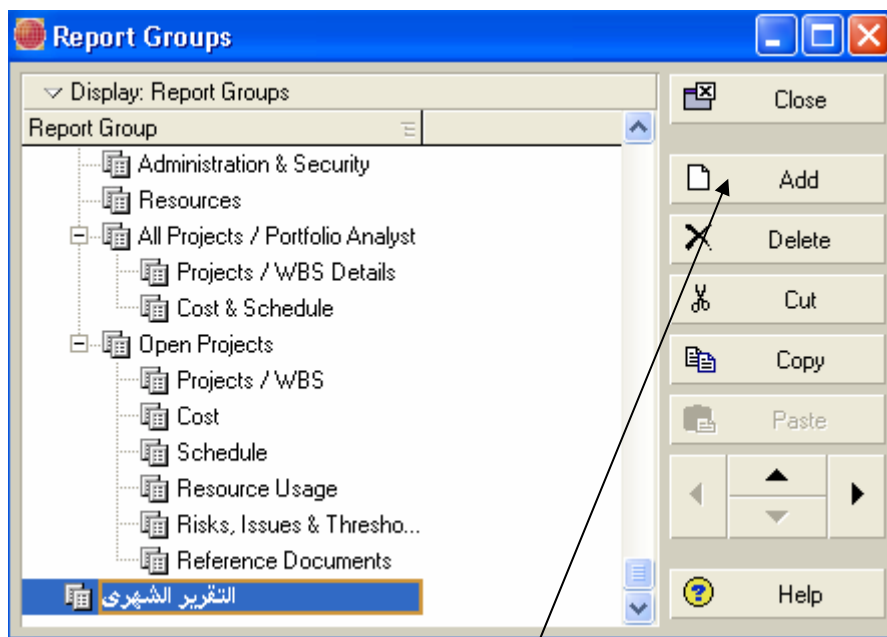 Report Groups
Display: Report Groups
Report Group
Administration & Security
Resources
All Projects / Portfolio Analyst
Projects / WBS Details
Cost & Schedule
Open Projects
Projects / WBS
Cost
Schedule
Resource Usage
Risks, Issues & Thresho...
Reference Documents
التقرير الشهرى
Close
Add
Delete
Cut
Copy
Paste
Help